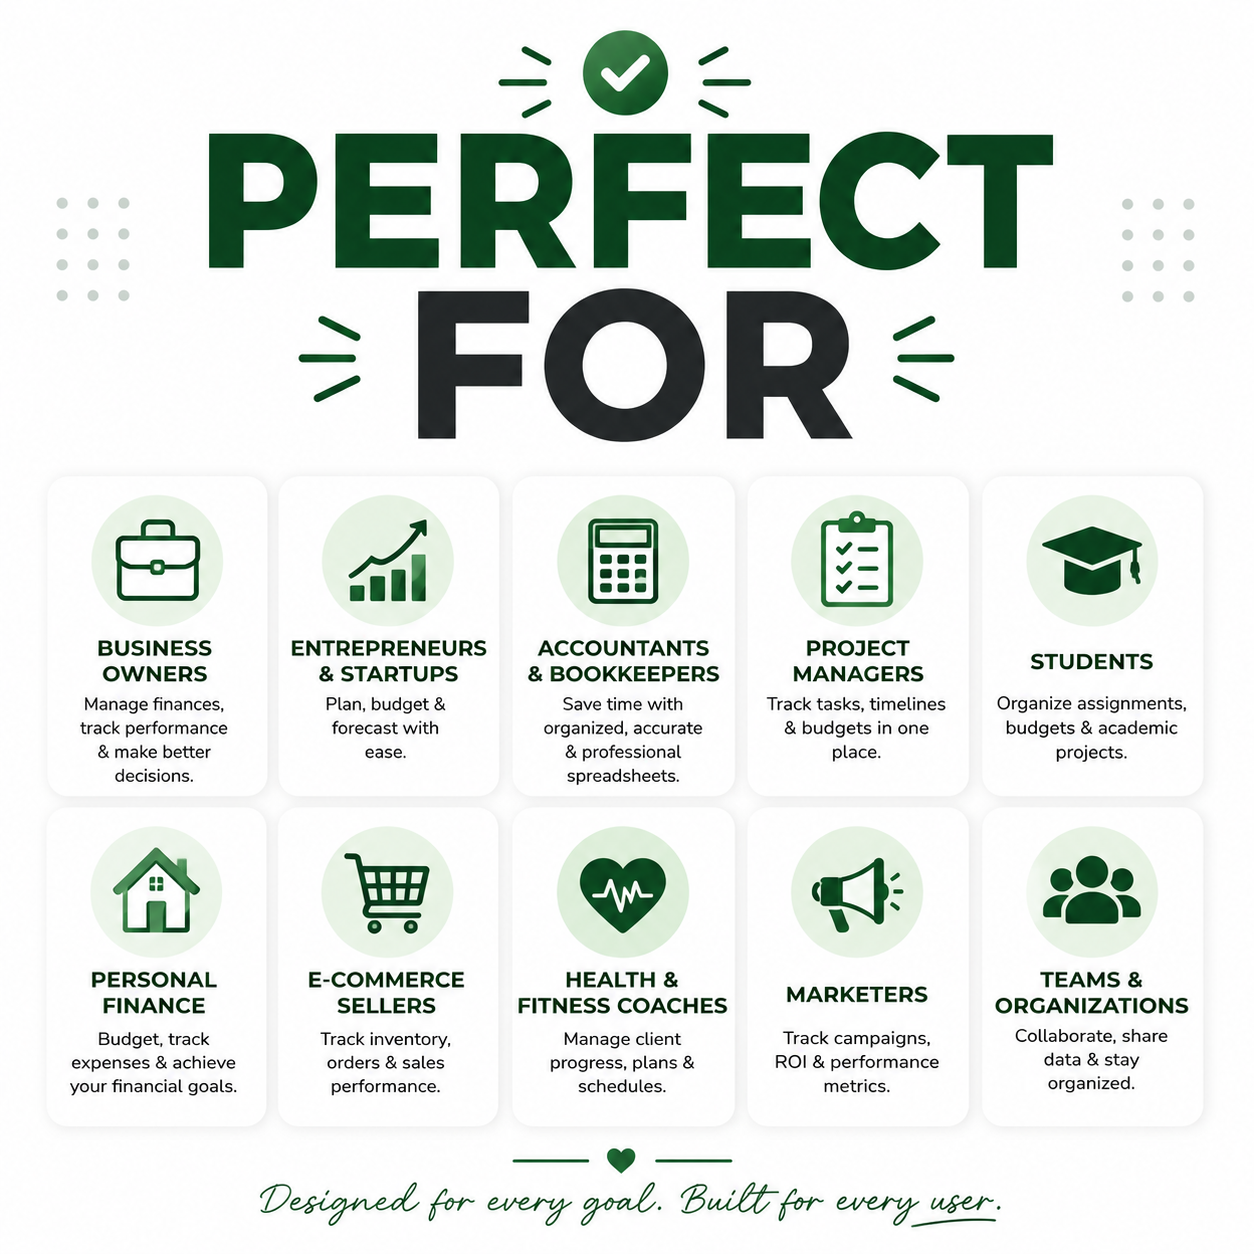 PERFECT
FOR
BUSINESS
OWNERS
Manage finances,
track performance
& make better
decisions.
ENTREPRENEURS
& STARTUPS
Plan, budget &
forecast with
ease.
ACCOUNTANTS
& BOOKKEEPERS
Save time with
organized, accurate
& professional
spreadsheets.
PROJECT
MANAGERS
Track tasks, timelines
& budgets in one
place.
STUDENTS
Organize assignments,
budgets & academic
projects.
PERSONAL
FINANCE
Budget, track
expenses & achieve
your financial goals.
E-COMMERCE
SELLERS
Track inventory,
orders & sales
performance.
HEALTH &
FITNESS COACHES
Manage client
progress, plans &
schedules.
MARKETERS
Track campaigns,
ROI & performance
metrics.
TEAMS &
ORGANIZATIONS
Collaborate, share
data & stay
organized.
Designed for every goal. Built for every user.